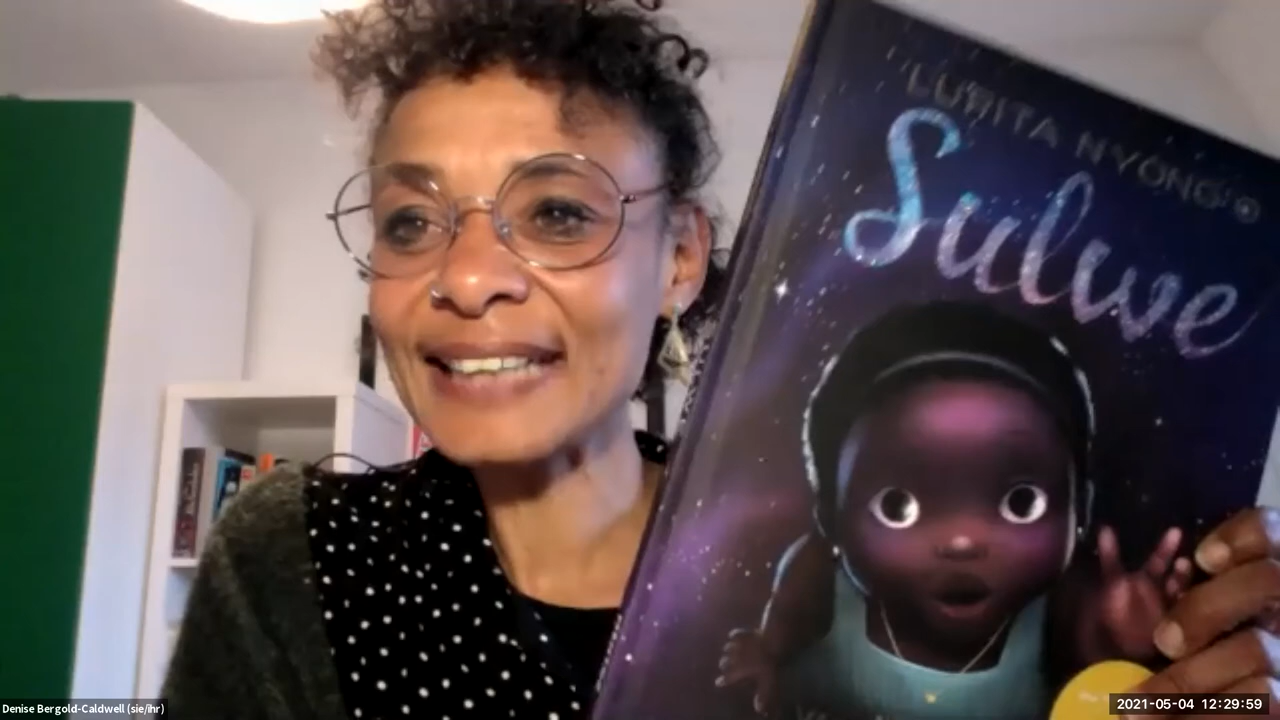 LUPITA NYONG'O
Sulwe
Denise Bergold-Caldwell (sie/ihr)
2021-05-04 12:29:59